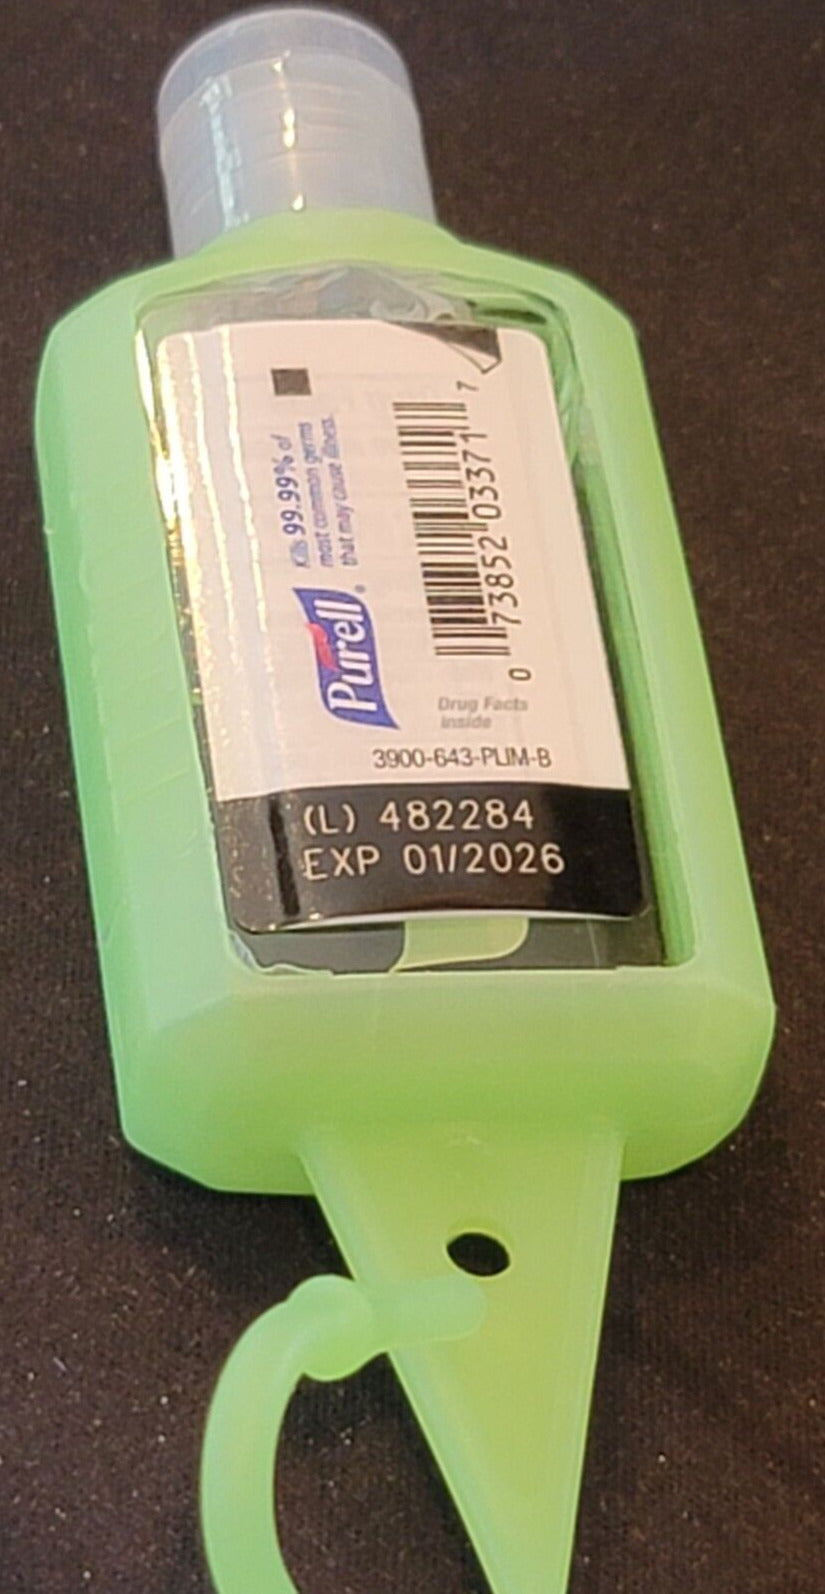 Purell®
Kills 99.99% of
most common germs
that may cause illness.
0 73852 03371 7
Drug Facts
Inside
3900-643-PLIM-B
(L) 482284
EXP 01/2026